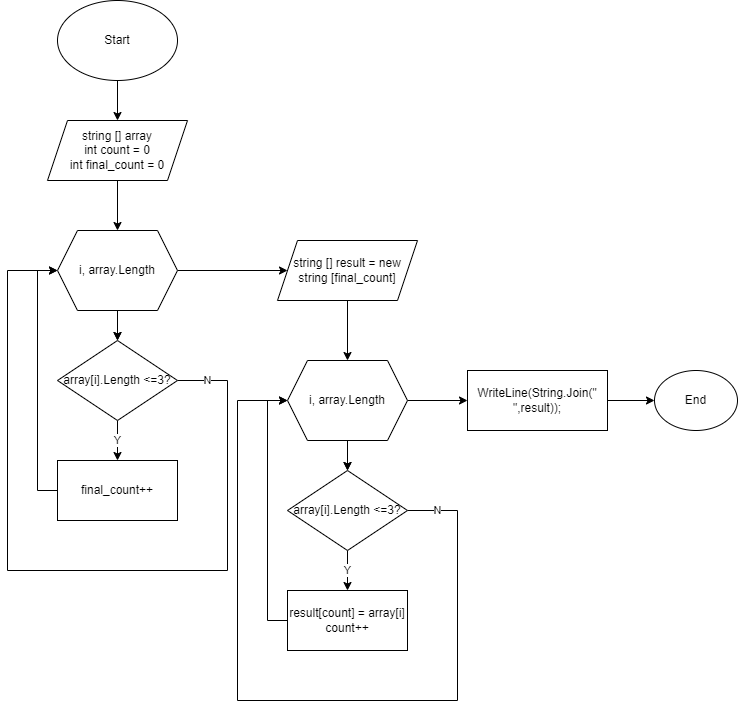 Start
string [] array
int count = 0
int final_count = 0
i, array.Length
string [] result = new
string [final_count]
array[i].Length <=3?
N
Y
final_count++
i, array.Length
WriteLine(String.Join("
",result));
End
array[i].Length <=3?
N
Y
result[count] = array[i]
count++